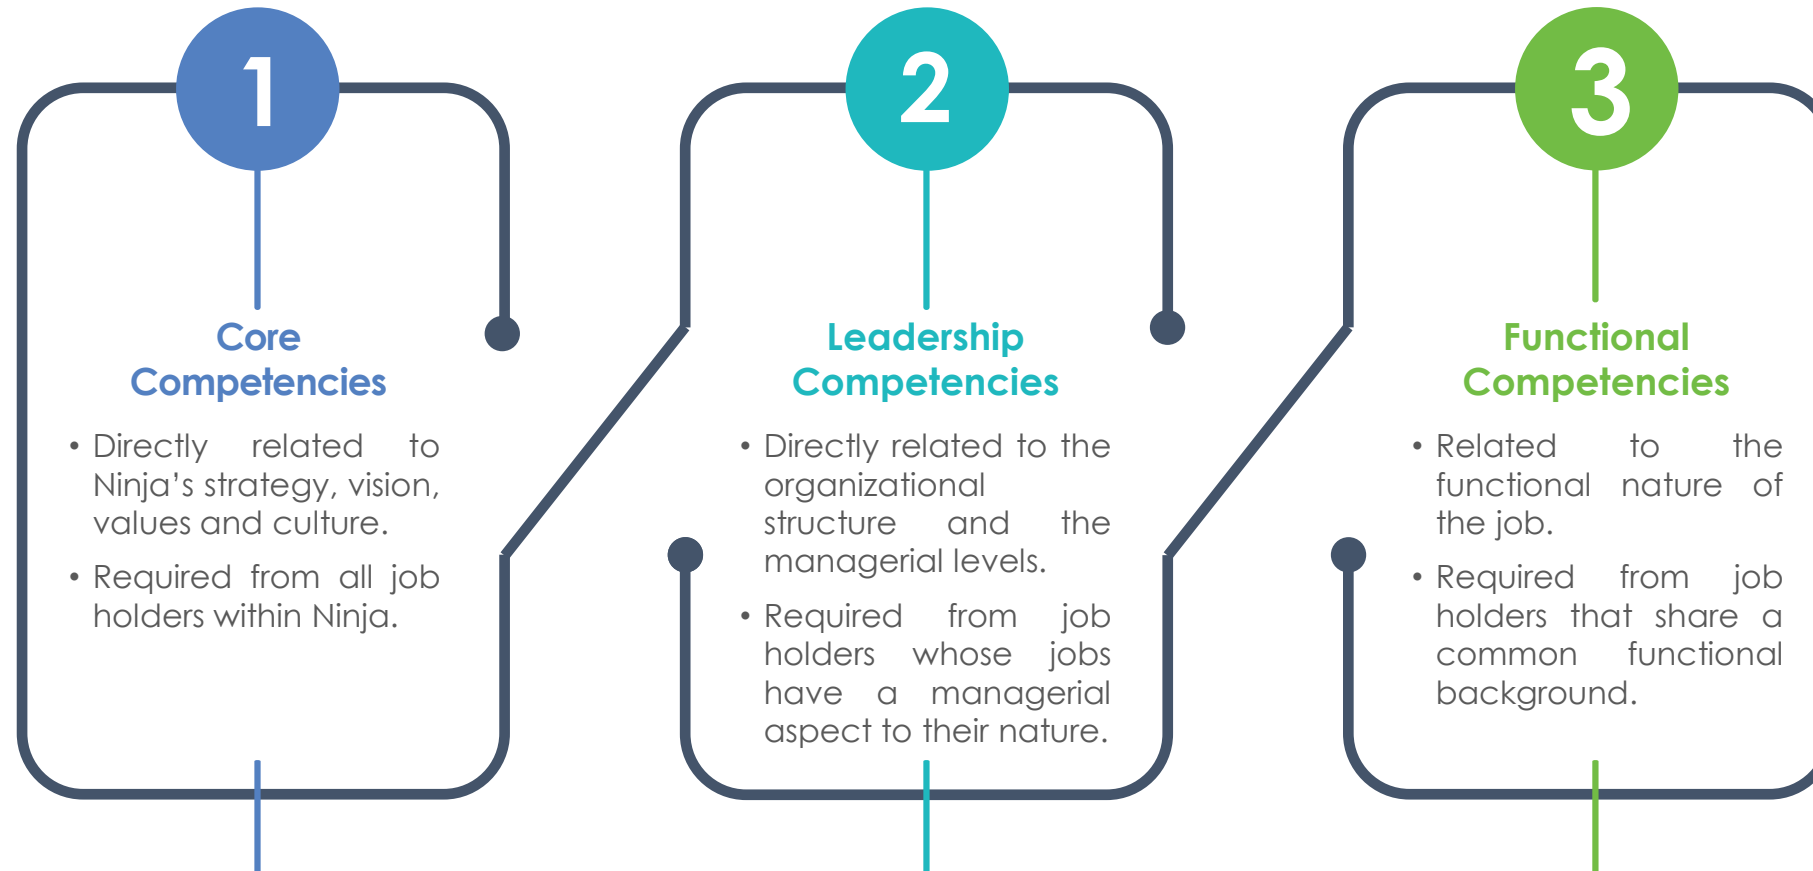 1
Core
Competencies
• Directly related to
Ninja’s strategy, vision,
values and culture.
• Required from all job
holders within Ninja.
2
Leadership
Competencies
• Directly related to the
organizational
structure and the
managerial levels.
• Required from job
holders whose jobs
have a managerial
aspect to their nature.
3
Functional
Competencies
• Related to the
functional nature of
the job.
• Required from job
holders that share a
common functional
background.